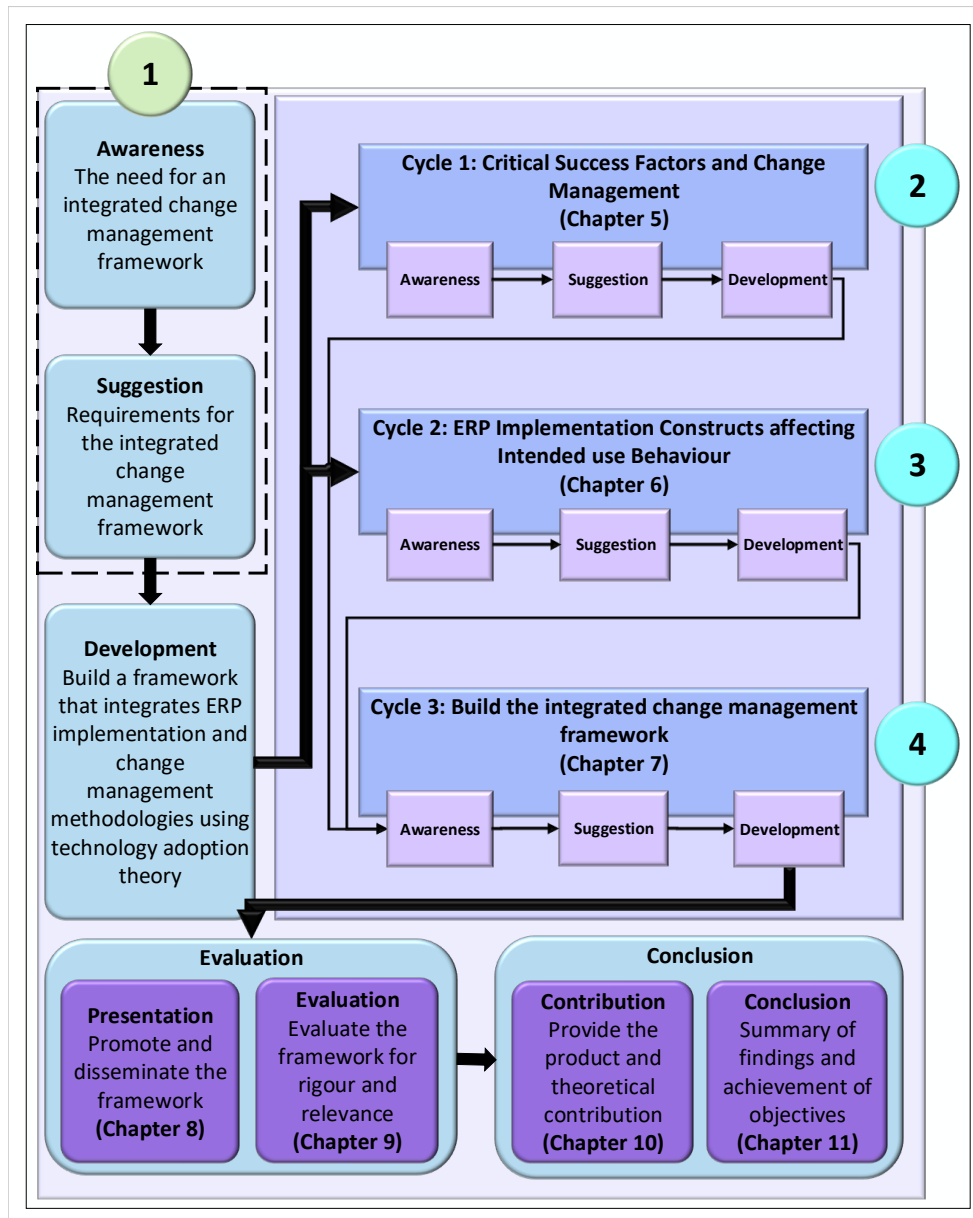 1
Awareness
The need for an
integrated change
management
framework
Suggestion
Requirements for
the integrated
change
management
framework
Development
Build a framework
that integrates ERP
implementation and
change
management
methodologies using
technology adoption
theory
Cycle 1: Critical Success Factors and Change
Management
(Chapter 5)
2
Awareness
Suggestion
Development
Cycle 2: ERP Implementation Constructs affecting
Intended use Behaviour
(Chapter 6)
3
Awareness
Suggestion
Development
Cycle 3: Build the integrated change management
framework
(Chapter 7)
4
Awareness
Suggestion
Development
Evaluation
Presentation
Promote and
disseminate the
framework
(Chapter 8)
Evaluation
Evaluate the
framework for
rigour and
relevance
(Chapter 9)
Conclusion
Contribution
Provide the
product and
theoretical
contribution
(Chapter 10)
Conclusion
Summary of
findings and
achievement of
objectives
(Chapter 11)